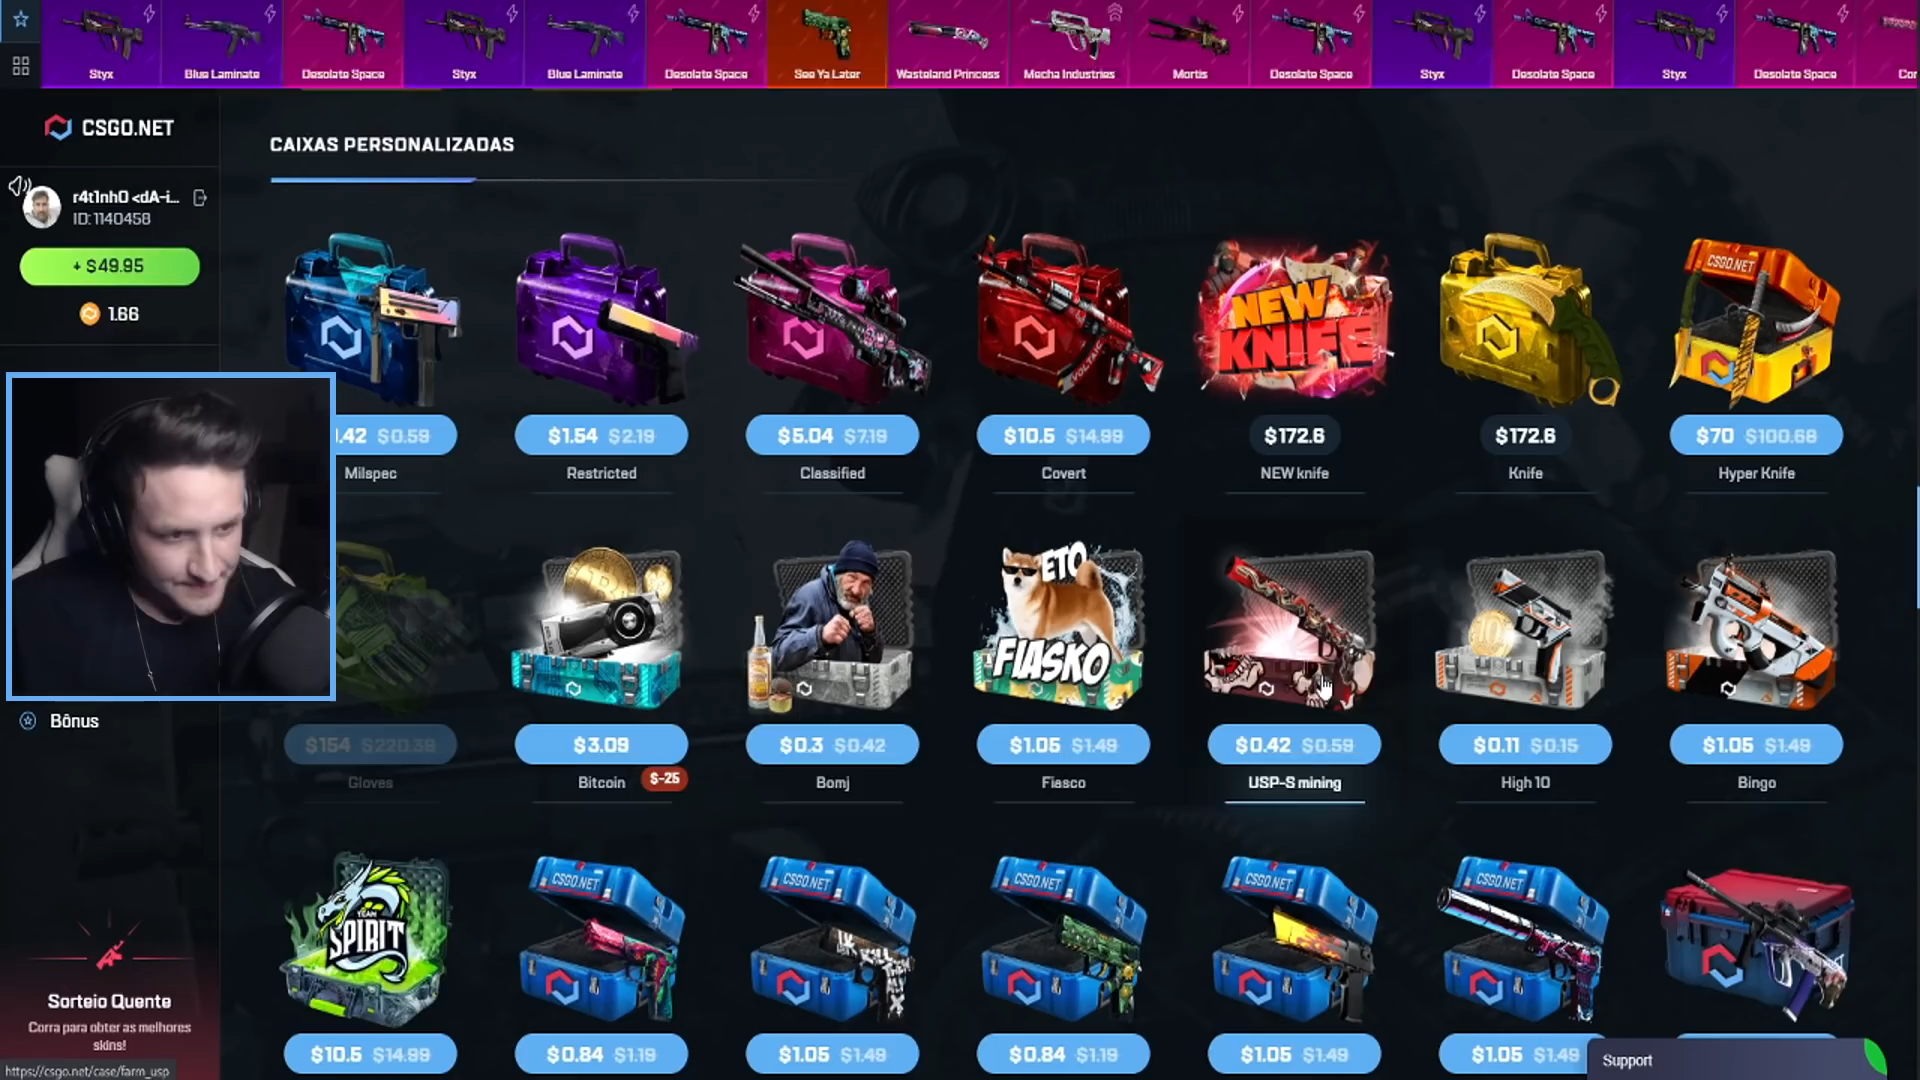 Styx
Blue Laminate
Desolate Space
Styx
Blue Laminate
Desolate Space
See Ya Later
Wasteland Princess
Mecha Industries
Mortis
Desolate Space
Styx
Desolate Space
Styx
Desolate Space
CSGO.NET
r4t1nh0 <dA-i...
ID: 1140458
+ $49.95
1.66
CAIXAS PERSONALIZADAS
CSGO.NET
NEW
KNIFE
VOLTAIC
.42 $0.59
$1.54 $2.19
$5.04 $7.19
$10.5 $14.99
$172.6
$172.6
$70 $100.68
Milspec
Restricted
Classified
Covert
NEW knife
Knife
Hyper Knife
ETO
FIASKO
10
$154 $220.39
$3.09
$0.3 $0.42
$1.05 $1.49
$0.42 $0.59
$0.11 $0.15
$1.05 $1.49
Gloves
Bitcoin
$-25
Bomj
Fiasco
USP-S mining
High 10
Bingo
Bônus
TEAM
SPIRIT
CSGO.NET
CSGO.NET
CSGO.NET
CSGO.NET
CSGO.NET
$10.5 $14.99
$0.84 $1.19
$1.05 $1.49
$0.84 $1.19
$1.05 $1.49
$1.05 $1.49
Sorteio Quente
Corra para obter as melhores
skins!
Support
https://csgo.net/case/farm_usp